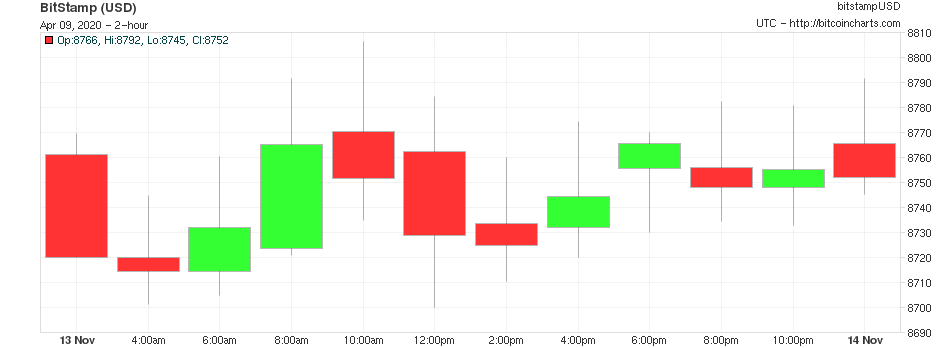 BitStamp (USD)
bitstampUSD
Apr 09, 2020 - 2-hour
UTC - http://bitcoincharts.com
Op:8766, Hi:8792, Lo:8745, Cl:8752
8810
8800
8790
8780
8770
8760
8750
8740
8730
8720
8710
8700
8690
13 Nov 4:00am 6:00am 8:00am 10:00am 12:00pm 2:00pm 4:00pm 6:00pm 8:00pm 10:00pm 14 Nov